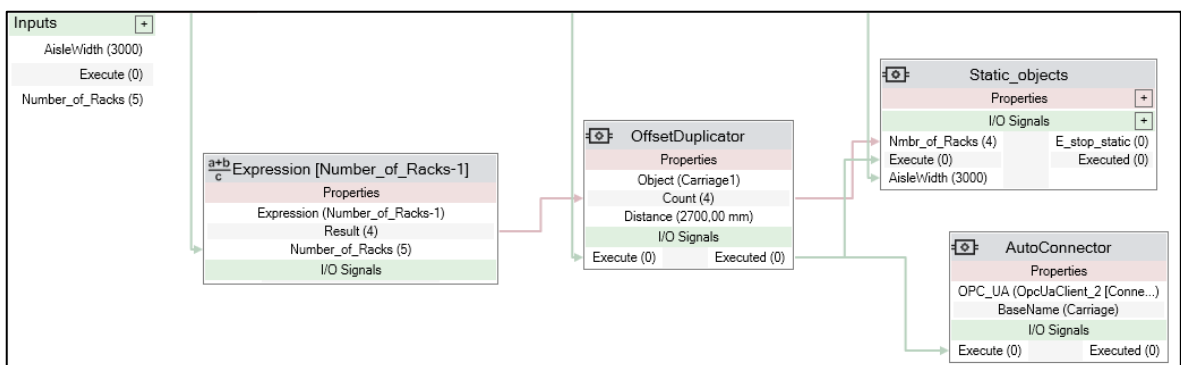 Inputs +
AisleWidth (3000)
Execute (0)
Number_of_Racks (5)
a+b
c
Expression [Number_of_Racks-1]
Properties
Expression (Number_of_Racks-1)
Result (4)
Number_of_Racks (5)
I/O Signals
OffsetDuplicator
Properties
Object (Carriage1)
Count (4)
Distance (2700,00 mm)
I/O Signals
Execute (0) Executed (0)
Static_objects
Properties +
I/O Signals +
Nmbr_of_Racks (4) E_stop_static (0)
Execute (0) Executed (0)
AisleWidth (3000)
AutoConnector
Properties
OPC_UA (OpcUaClient_2 [Conne...)
BaseName (Carriage)
I/O Signals
Execute (0) Executed (0)